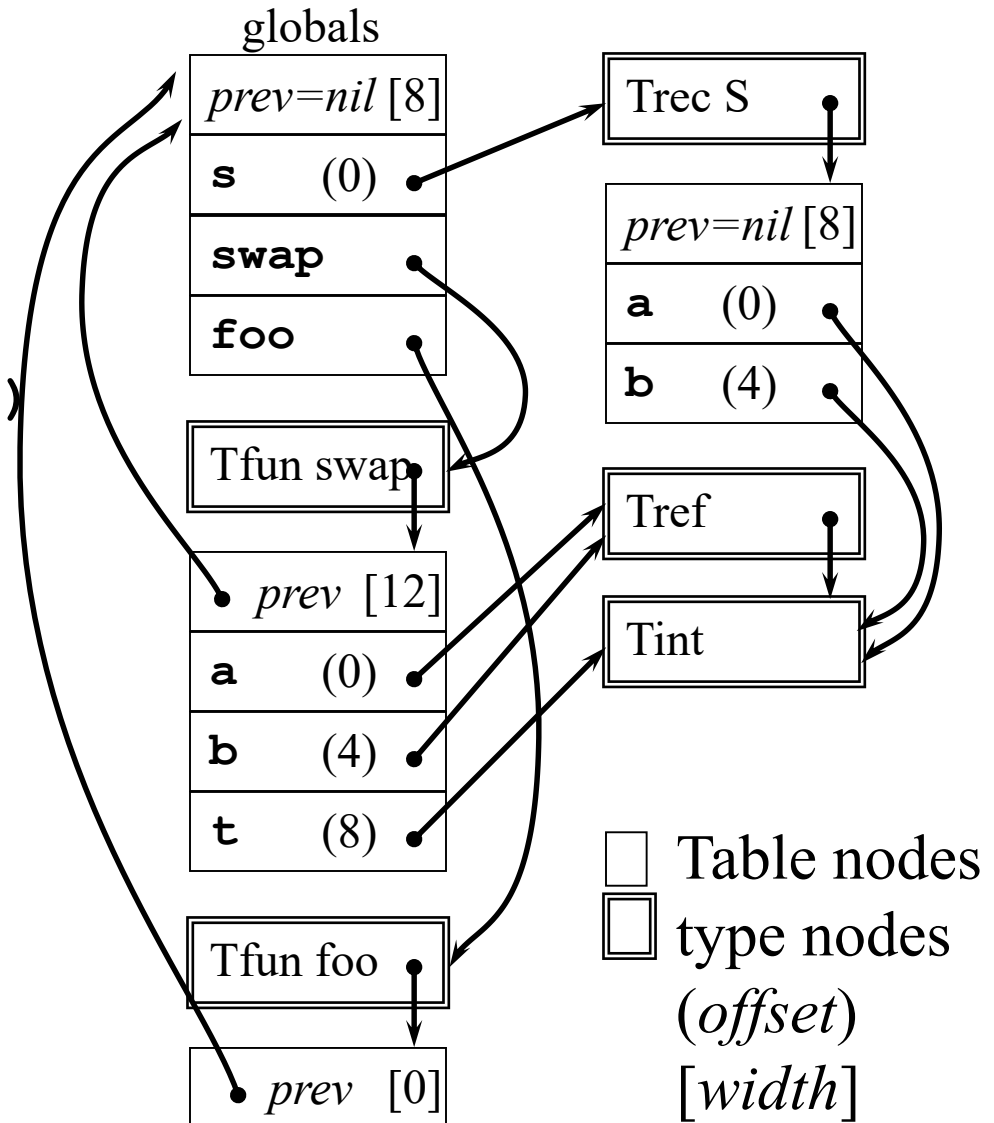 globals
prev=nil [8]
s (0)
swap
foo
Trec S
prev=nil [8]
a (0)
b (4)
)
Tfun swap
prev [12]
a (0)
b (4)
t (8)
Tref
Tint
Tfun foo
prev [0]
Table nodes
type nodes
(offset)
[width]